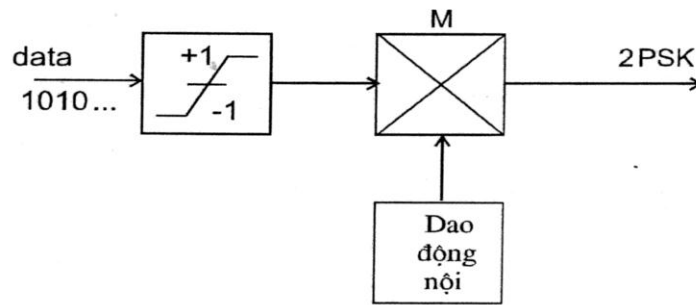 M
data
+1
2PSK
1010...
-1
Dao
động
nội